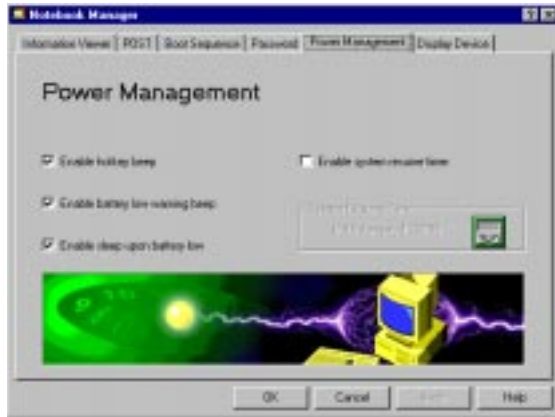 Notebook Manager
Information Viewer POST Boot Sequence Password Power Management Display Device
Power Management
Enable hotkey beep
Enable system resume timer
Enable battery low warning beep
Enable sleep upon battery-low
OK Cancel Help